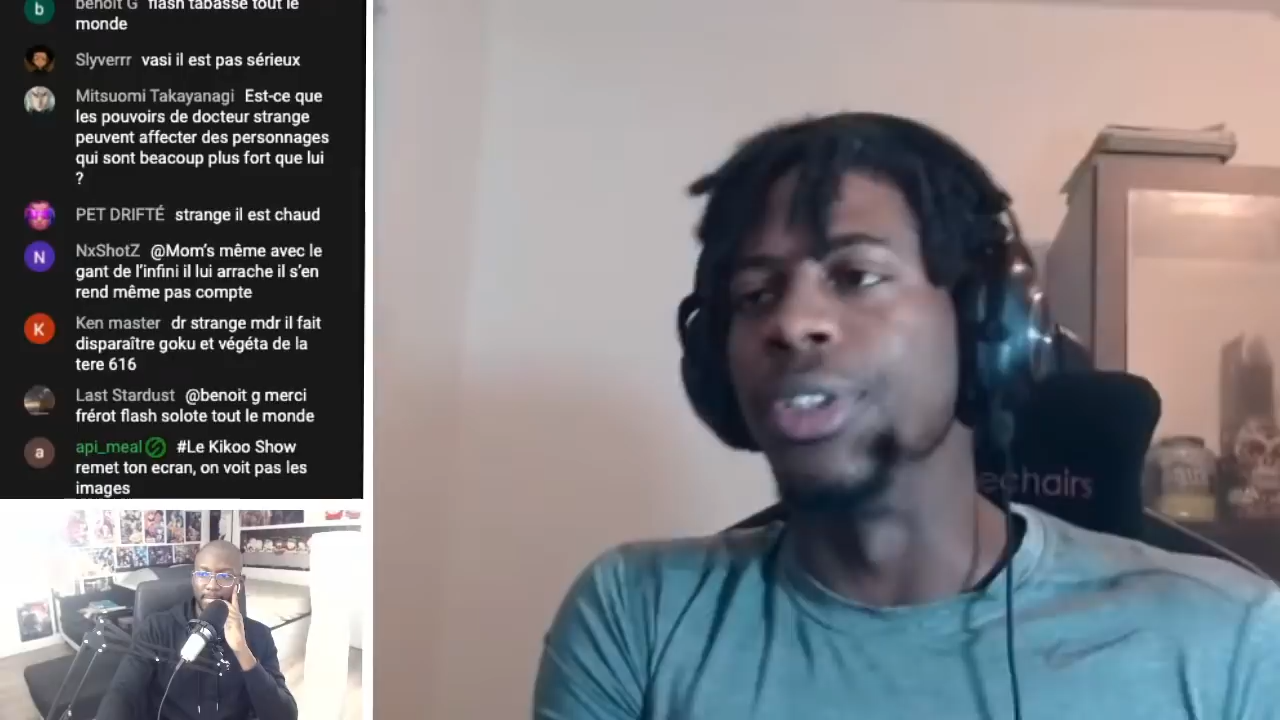 benoit G flash tabasse tout le
monde
Slyverrr vasi il est pas sérieux
Mitsuomi Takayanagi Est-ce que
les pouvoirs de docteur strange
peuvent affecter des personnages
qui sont beacoup plus fort que lui
?
PET DRIFTÉ strange il est chaud
N NxShotZ @Mom's même avec le
gant de l'infini il lui arrache il s'en
rend même pas compte
K Ken master dr strange mdr il fait
disparaître goku et végéta de la
tere 616
Last Stardust @benoit g merci
frérot flash solote tout le monde
a api_meal #Le Kikoo Show
remet ton ecran, on voit pas les
images
echairs